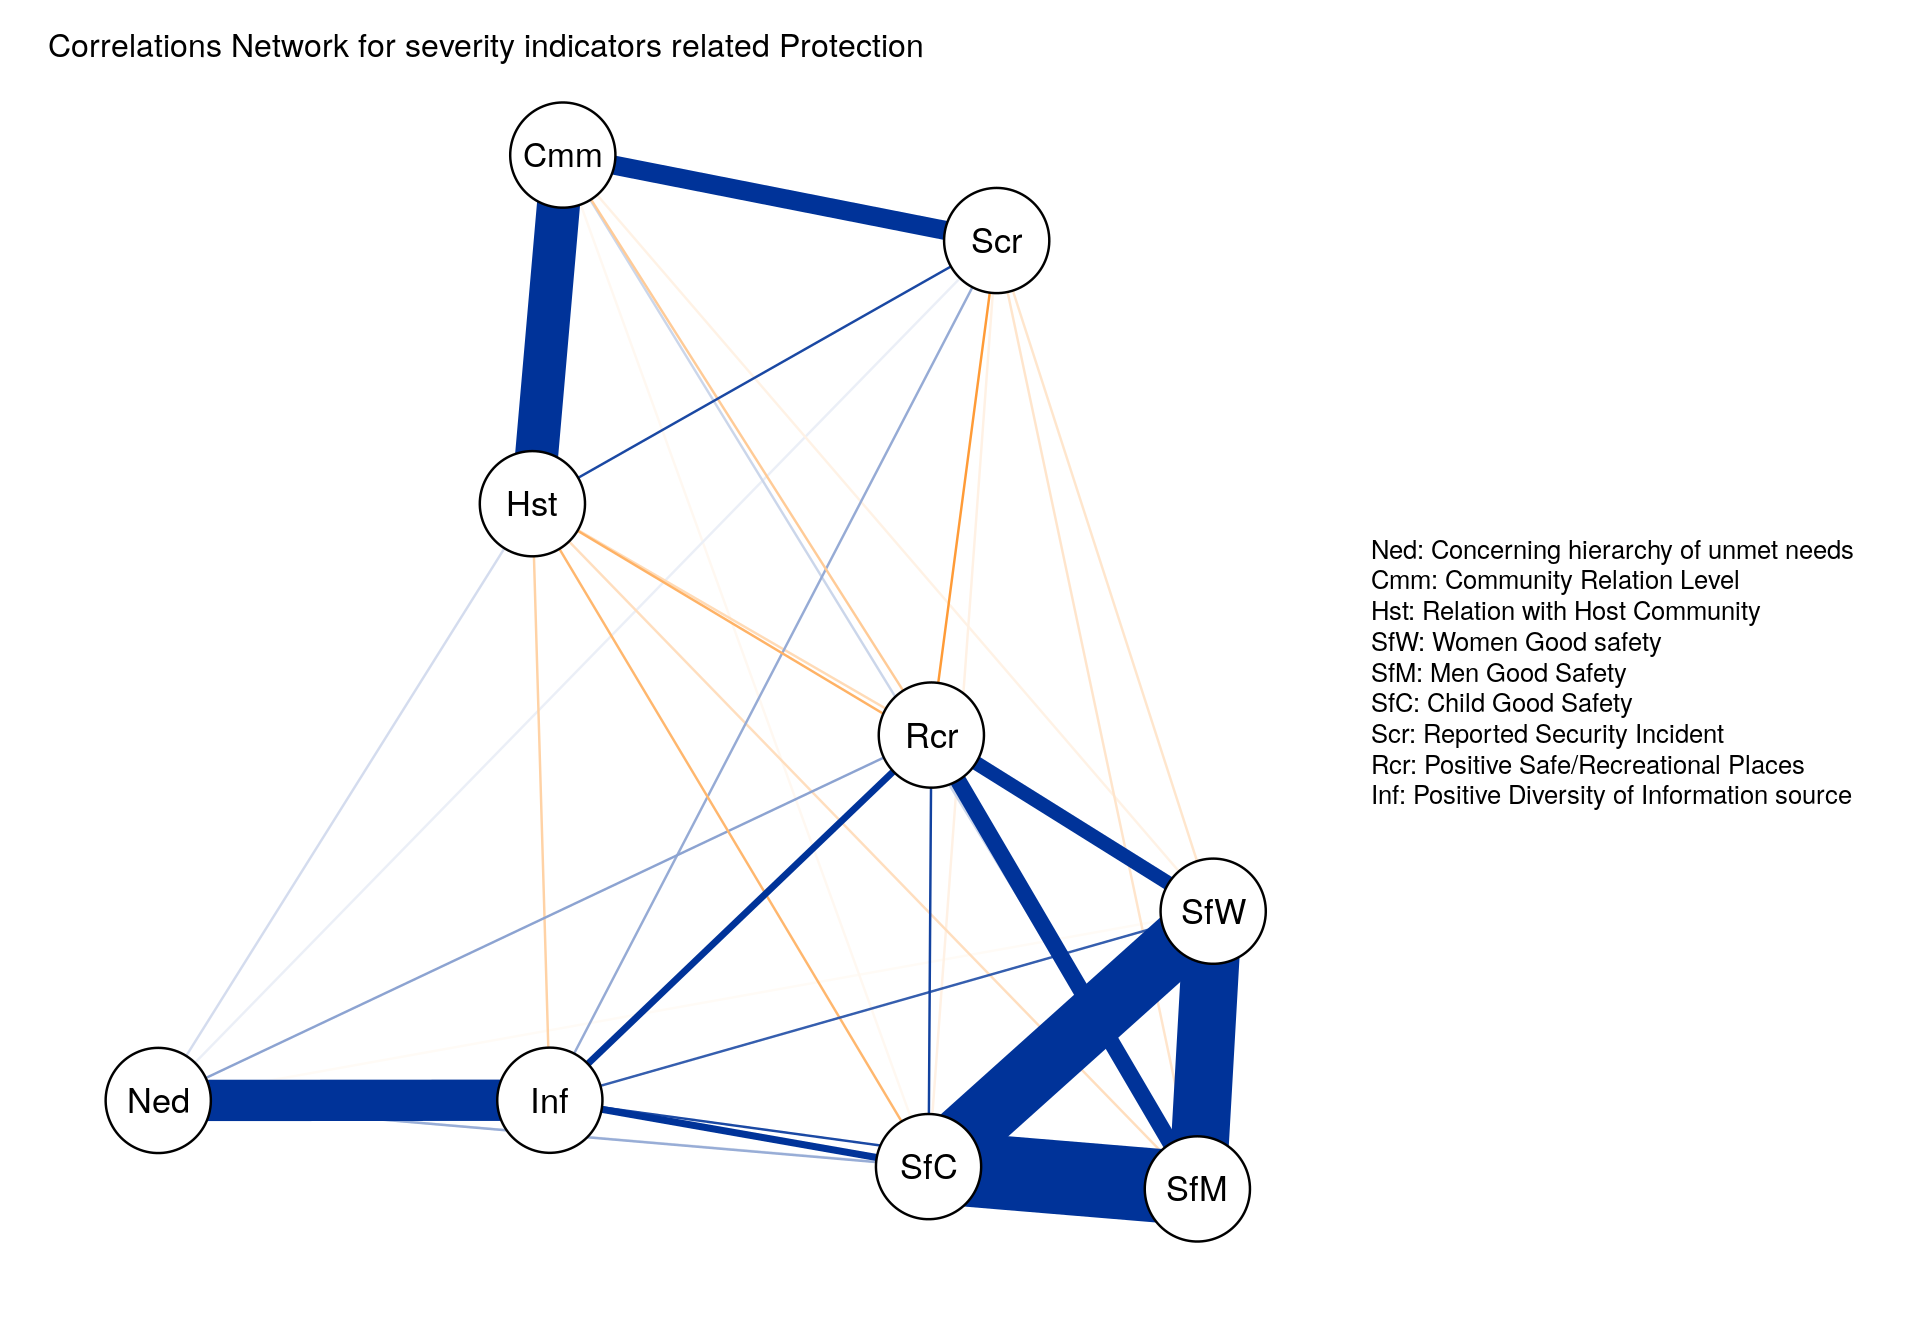 Correlations Network for severity indicators related Protection
Cmm
Scr
Hst
Rcr
SfW
Ned
Inf
SfC
SfM
Ned: Concerning hierarchy of unmet needs
Cmm: Community Relation Level
Hst: Relation with Host Community
SfW: Women Good safety
SfM: Men Good Safety
SfC: Child Good Safety
Scr: Reported Security Incident
Rcr: Positive Safe/Recreational Places
Inf: Positive Diversity of Information source